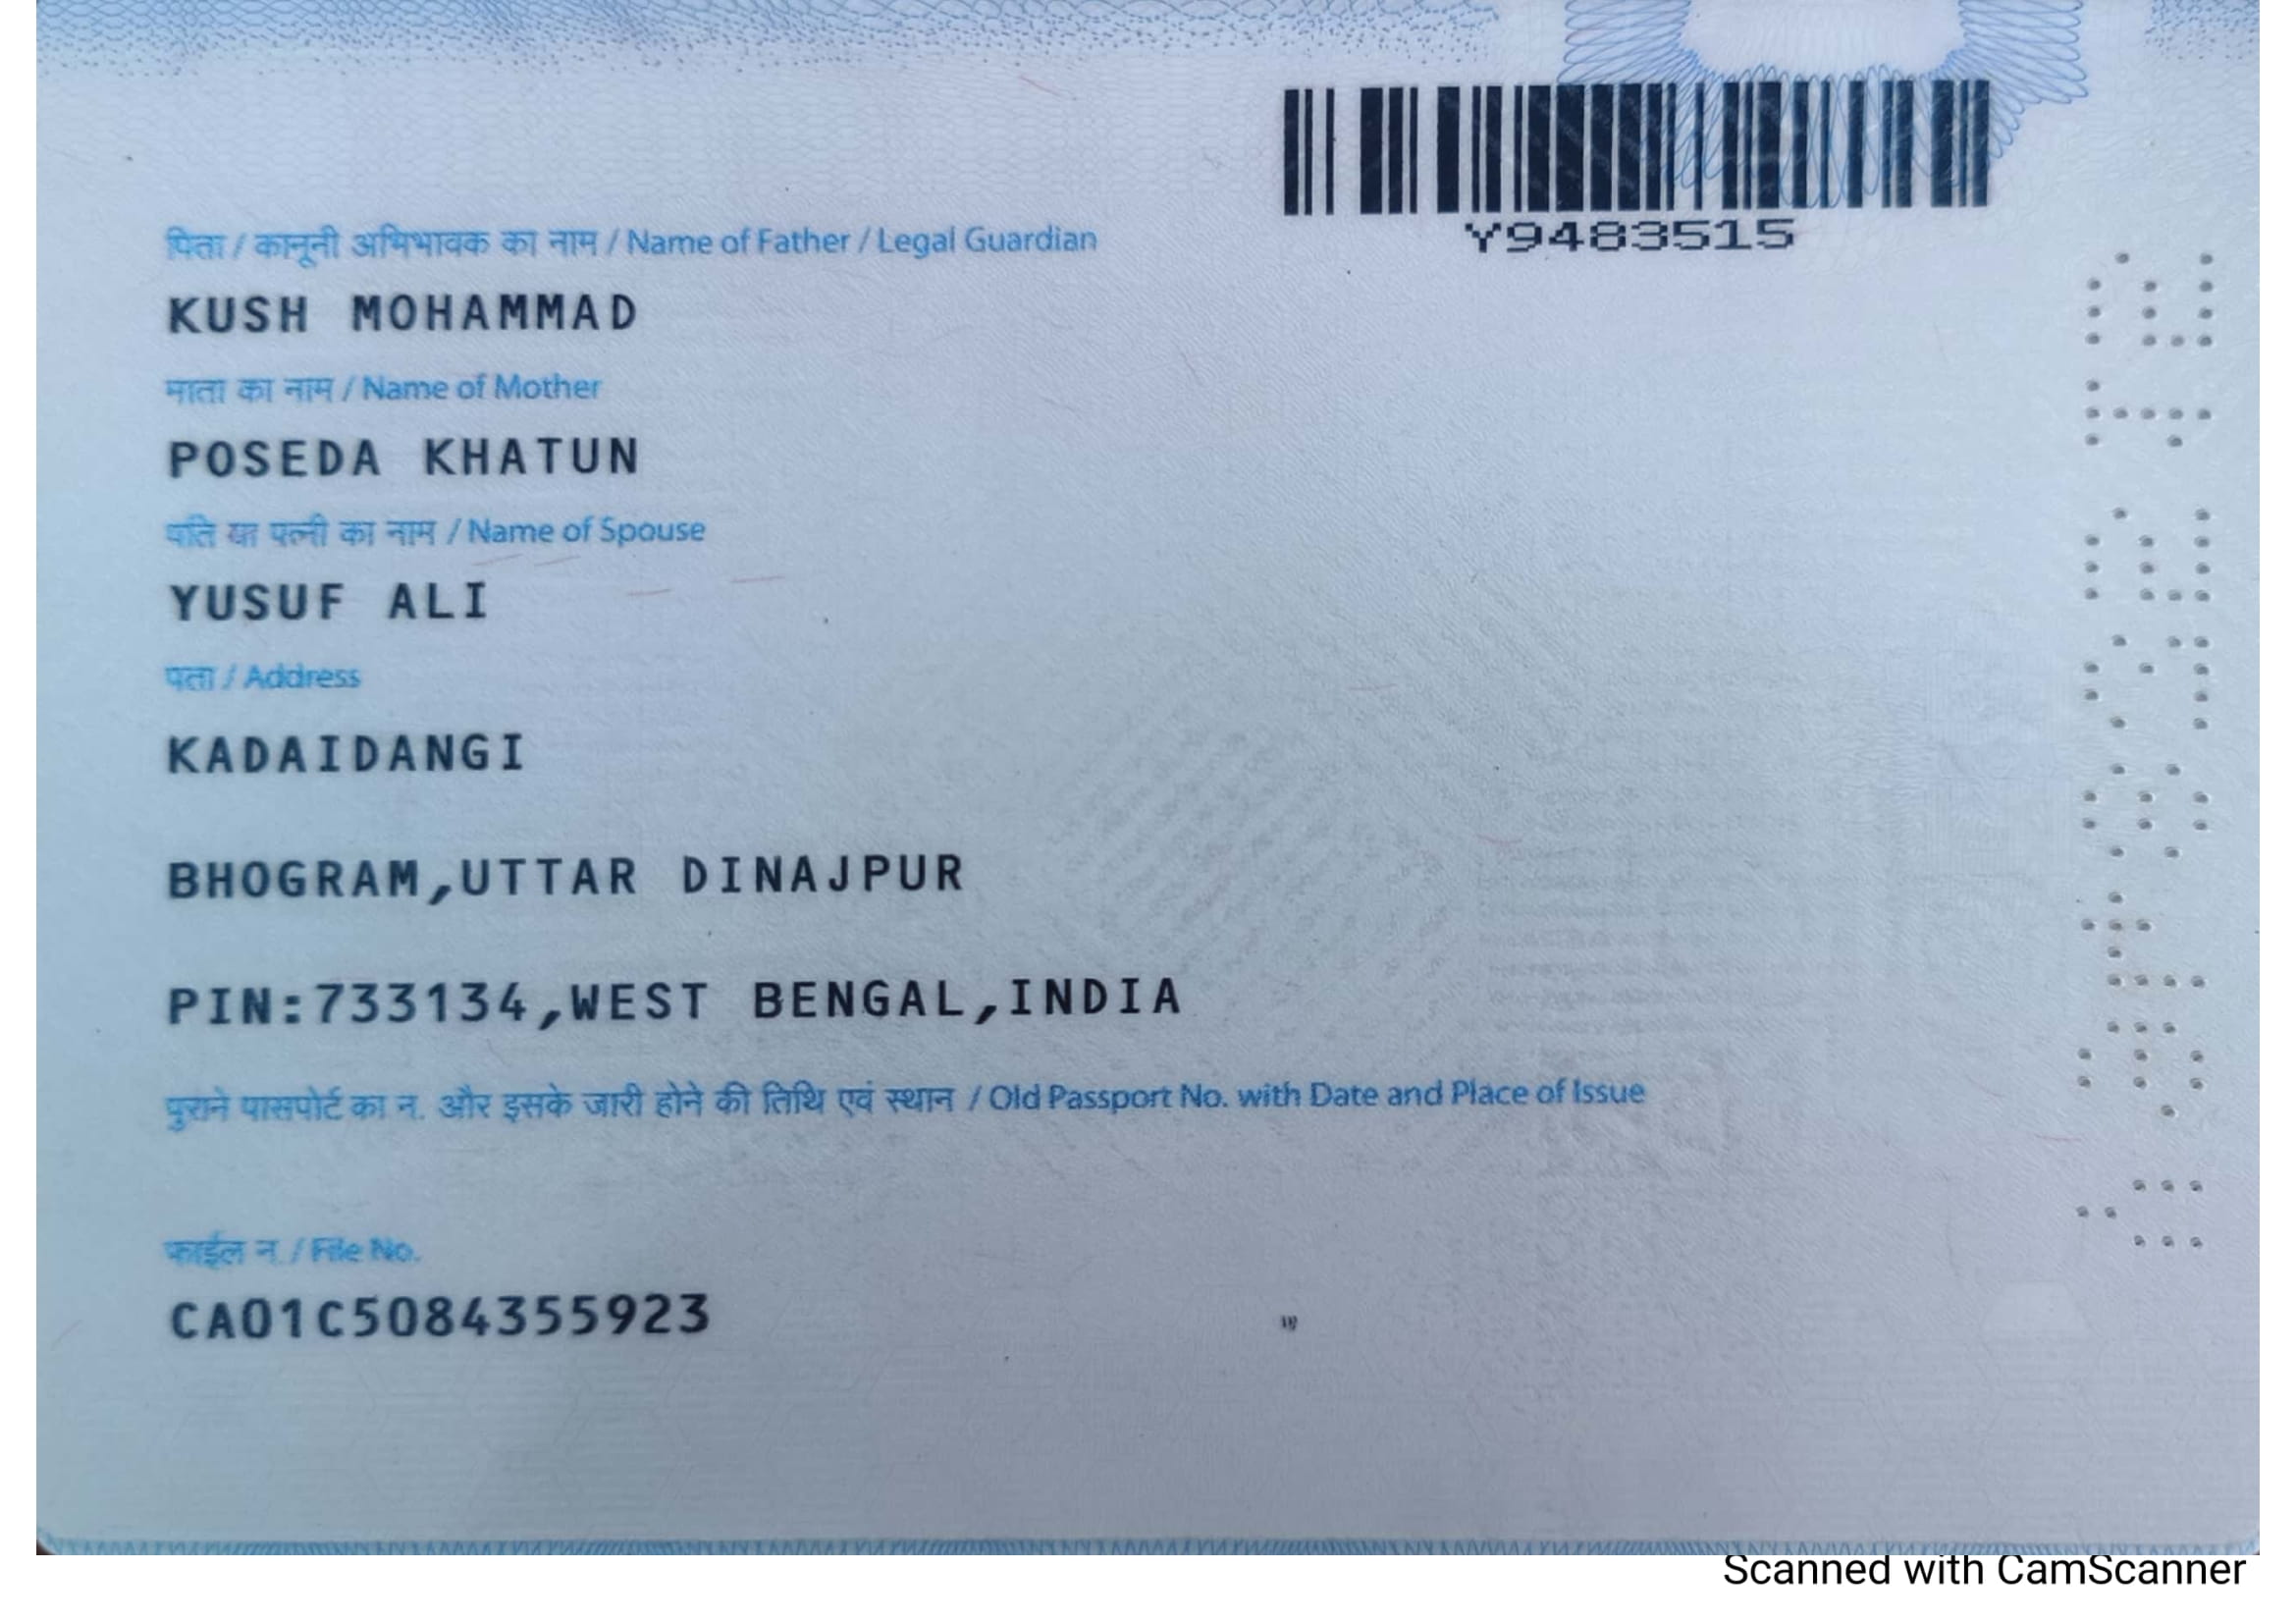 Y9483515
पिता / कानूनी अभिभावक का नाम / Name of Father / Legal Guardian
KUSH MOHAMMAD
माता का नाम / Name of Mother
POSEDA KHATUN
पति या पत्नी का नाम / Name of Spouse
YUSUF ALI
पता / Address
KADAIDANGI
BHOGRAM,UTTAR DINAJPUR
PIN:733134,WEST BENGAL,INDIA
पुराने पासपोर्ट का न. और इसके जारी होने की तिथि एवं स्थान / Old Passport No. with Date and Place of Issue
फाईल न. / File No.
CA01C5084355923
Scanned with CamScanner